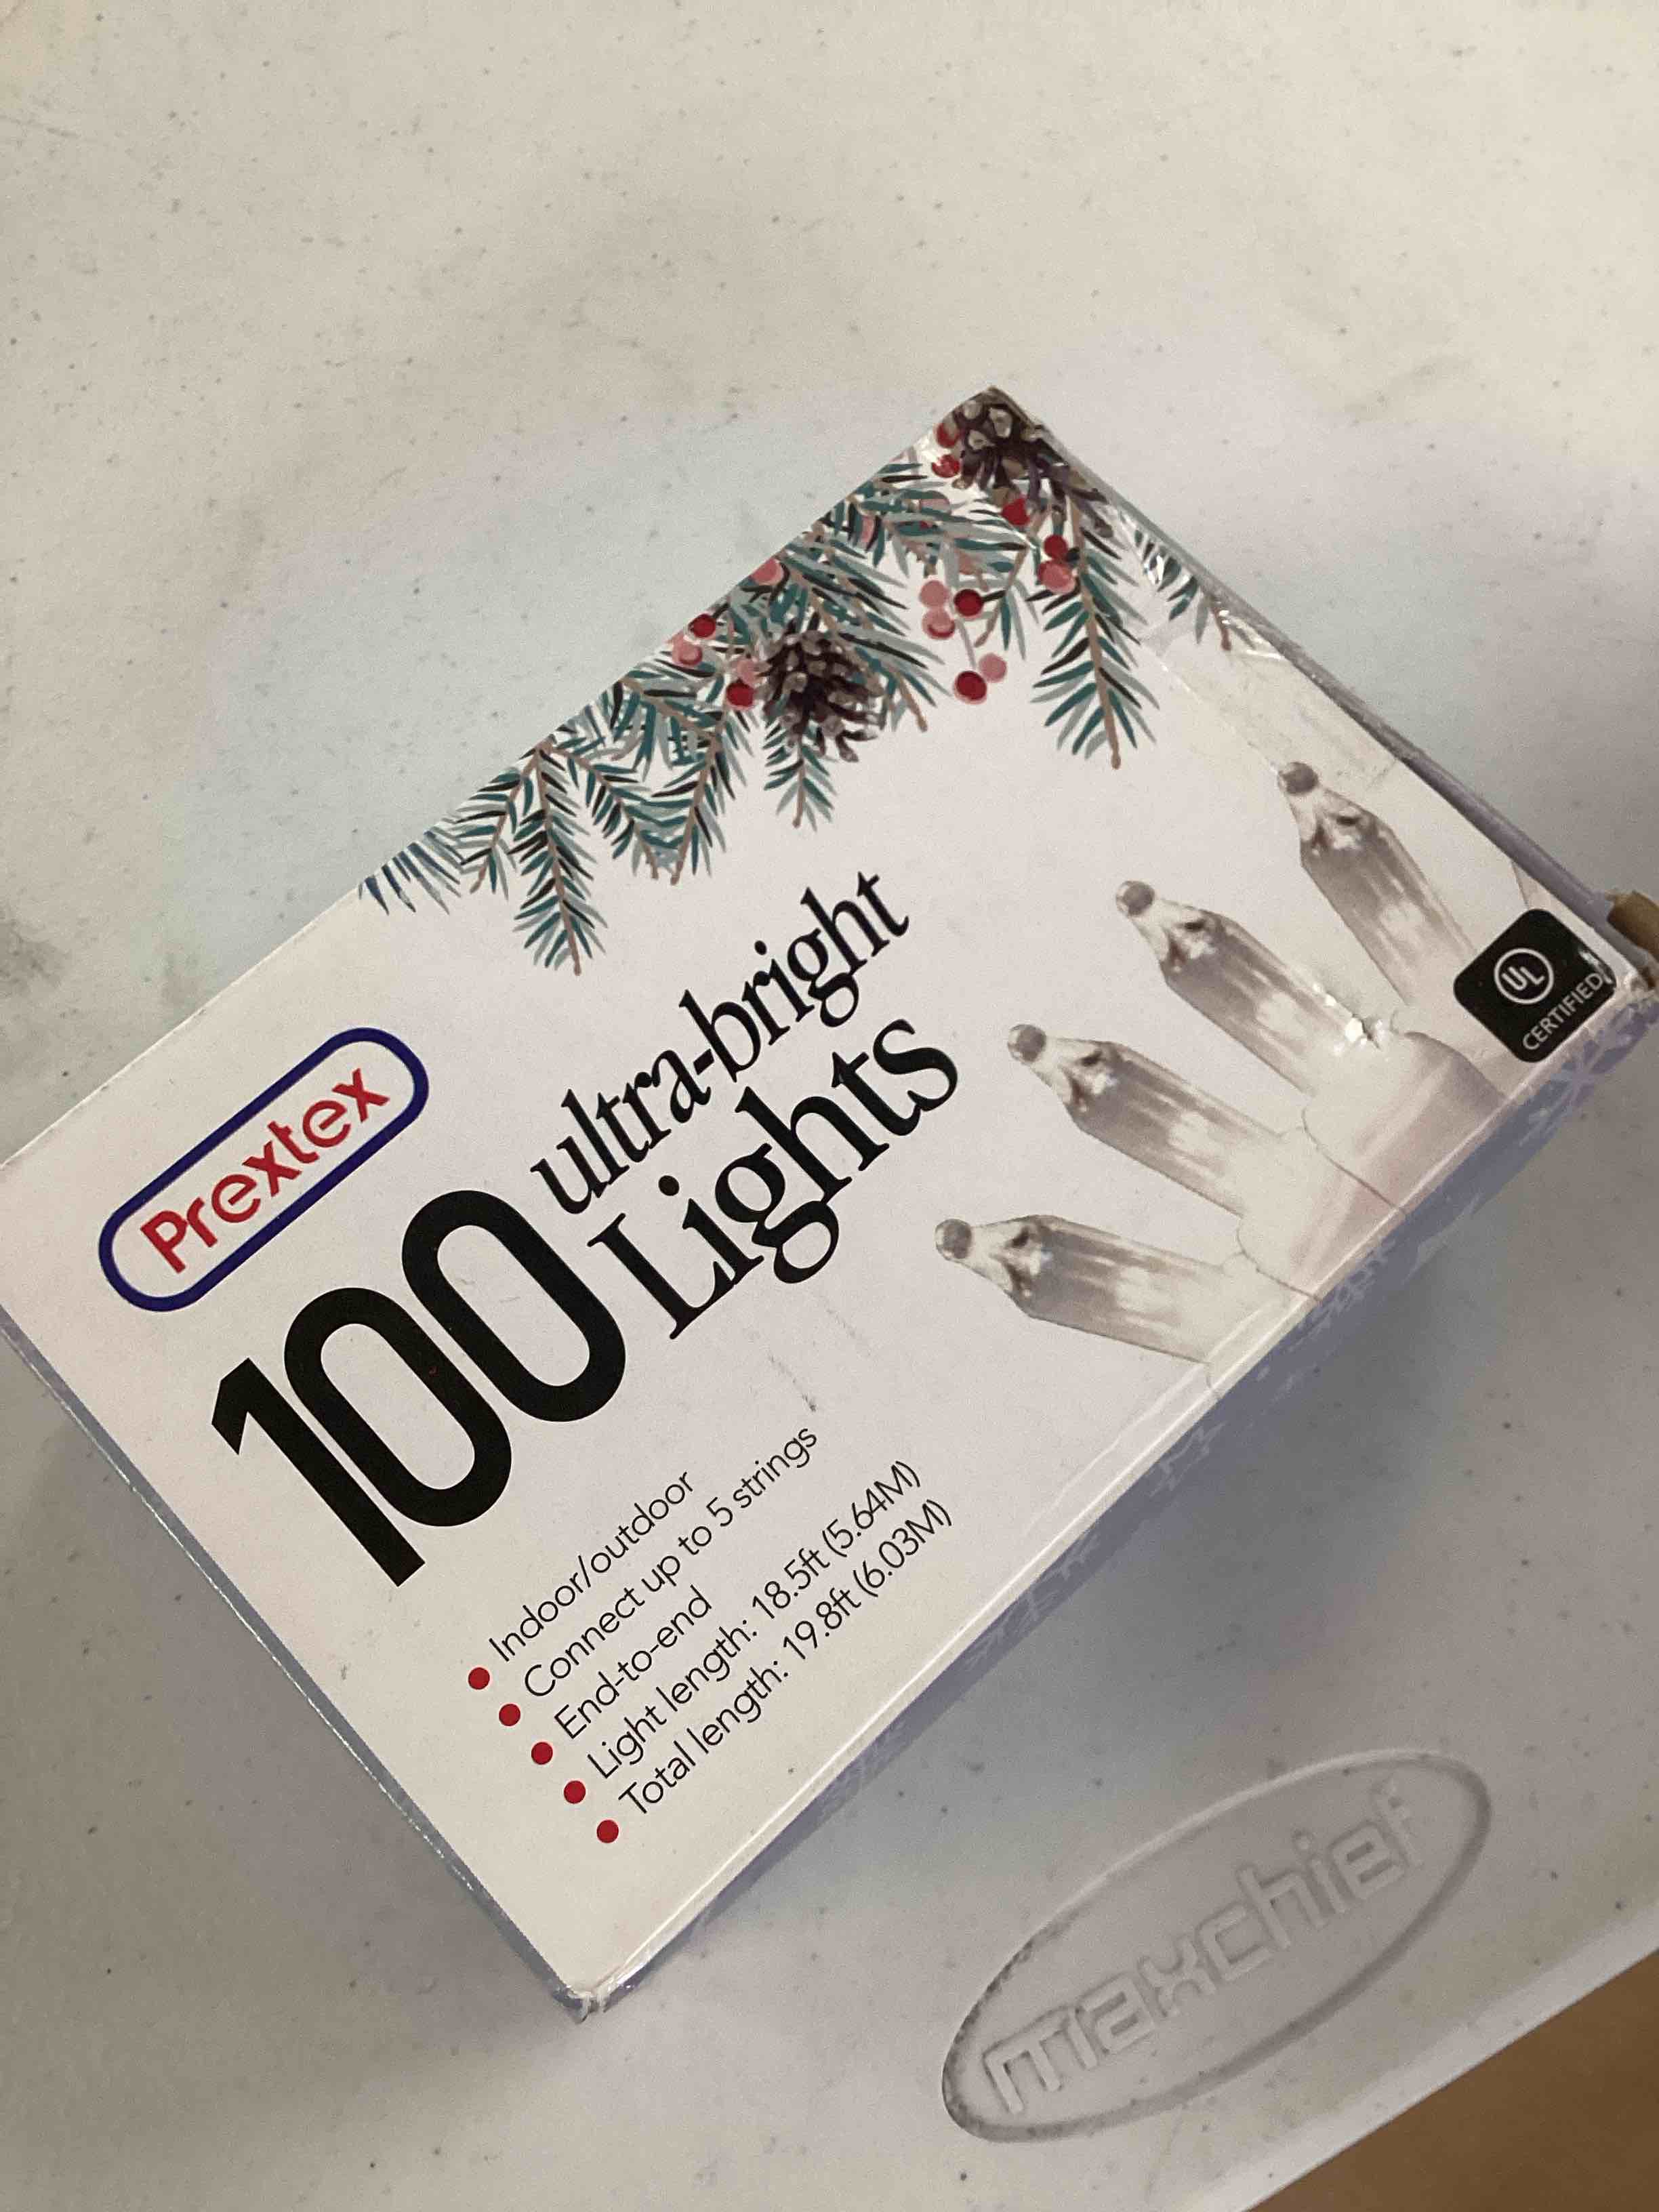 Prextex
100
ultra-bright
Lights
Indoor/outdoor
Connect up to 5 strings
End-to-end
Light length: 18.5ft (5.64M)
Total length: 19.8ft (6.03M)
UL
CERTIFIED
maxchief